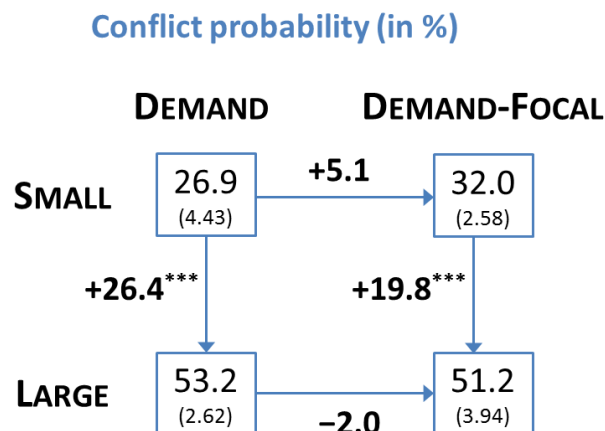 Conflict probability (in %)
DEMAND DEMAND-FOCAL
SMALL 26.9 (4.43) +5.1 32.0 (2.58)
+26.4*** +19.8***
LARGE 53.2 (2.62) −2.0 51.2 (3.94)